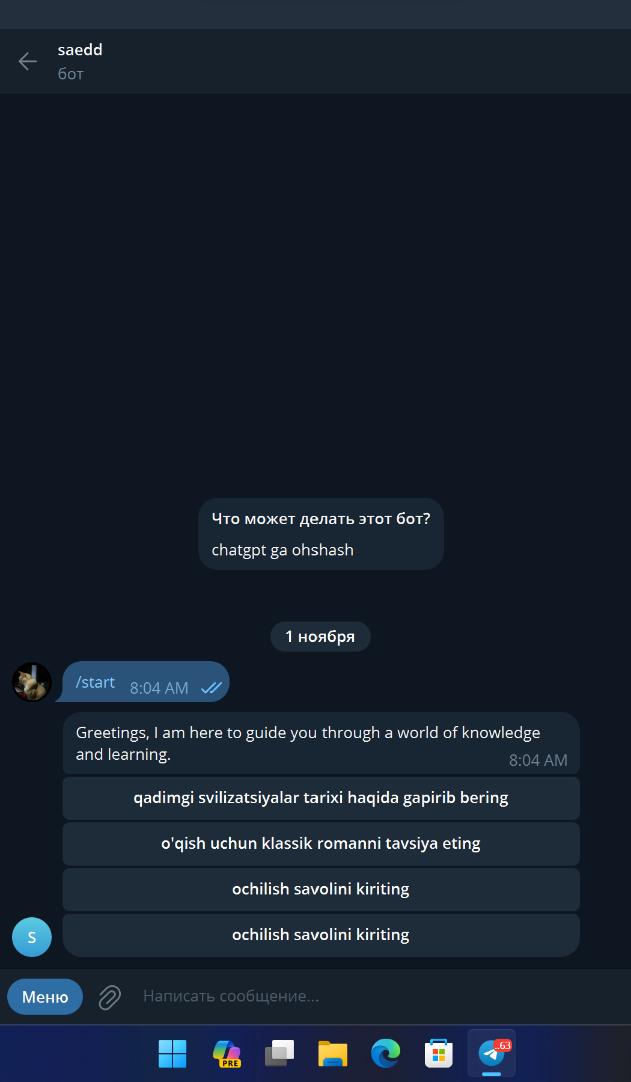 saedd
бот
Что может делать этот бот?
chatgpt ga ohshash
1 ноября
/start 8:04 AM
Greetings, I am here to guide you through a world of knowledge
and learning.
8:04 AM
qadimgi svilizatsiyalar tarixi haqida gapirib bering
o'qish uchun klassik romanni tavsiya eting
ochilish savolini kiriting
ochilish savolini kiriting
S
Меню Написать сообщение...
PRE
..63